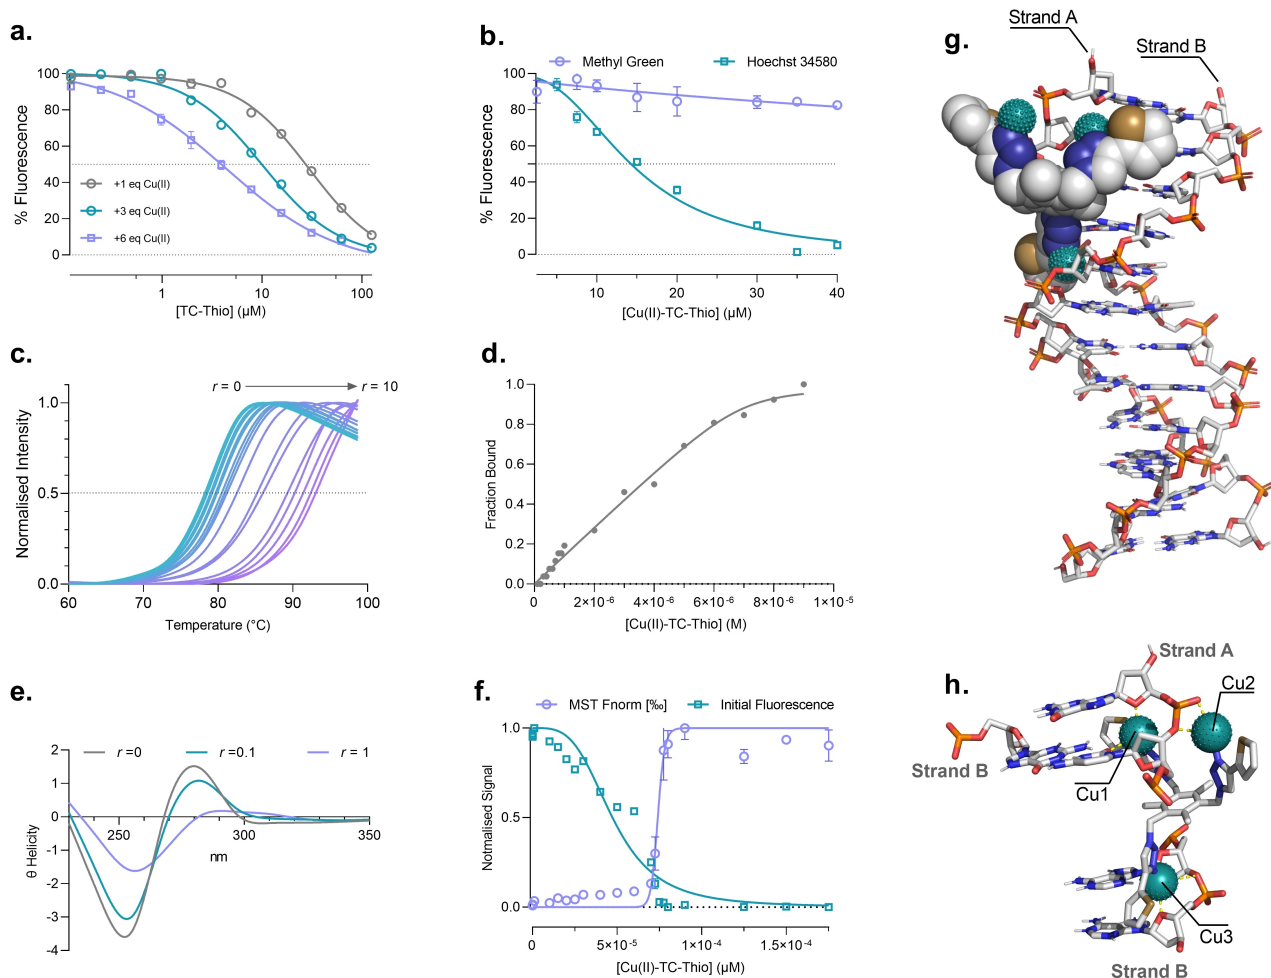 a.
% Fluorescence
100
80
60
40
20
0
+1 eq Cu(II)
+3 eq Cu(II)
+6 eq Cu(II)
1
10
100
[TC-Thio] (µM)
b.
Methyl Green
Hoechst 34580
% Fluorescence
100
80
60
40
20
0
10
20
30
40
[Cu(II)-TC-Thio] (µM)
c.
r = 0
r = 10
Normalised Intensity
1.0
0.5
0.0
60
70
80
90
100
Temperature (°C)
d.
Fraction Bound
1.0
0.8
0.6
0.4
0.2
0.0
0
2×10⁻⁶
4×10⁻⁶
6×10⁻⁶
8×10⁻⁶
1×10⁻⁵
[Cu(II)-TC-Thio] (M)
e.
r=0
r=0.1
r = 1
θ Helicity
2
1
0
-1
-2
-3
-4
250
300
350
nm
f.
MST Fnorm [‰]
Initial Fluorescence
Notmalised Signal
1.0
0.5
0.0
0
5×10⁻⁵
1×10⁻⁴
1.5×10⁻⁴
[Cu(II)-TC-Thio] (µM)
g.
Strand A
Strand B
h.
Strand A
Cu2
Strand B
Cu1
Cu3
Strand B